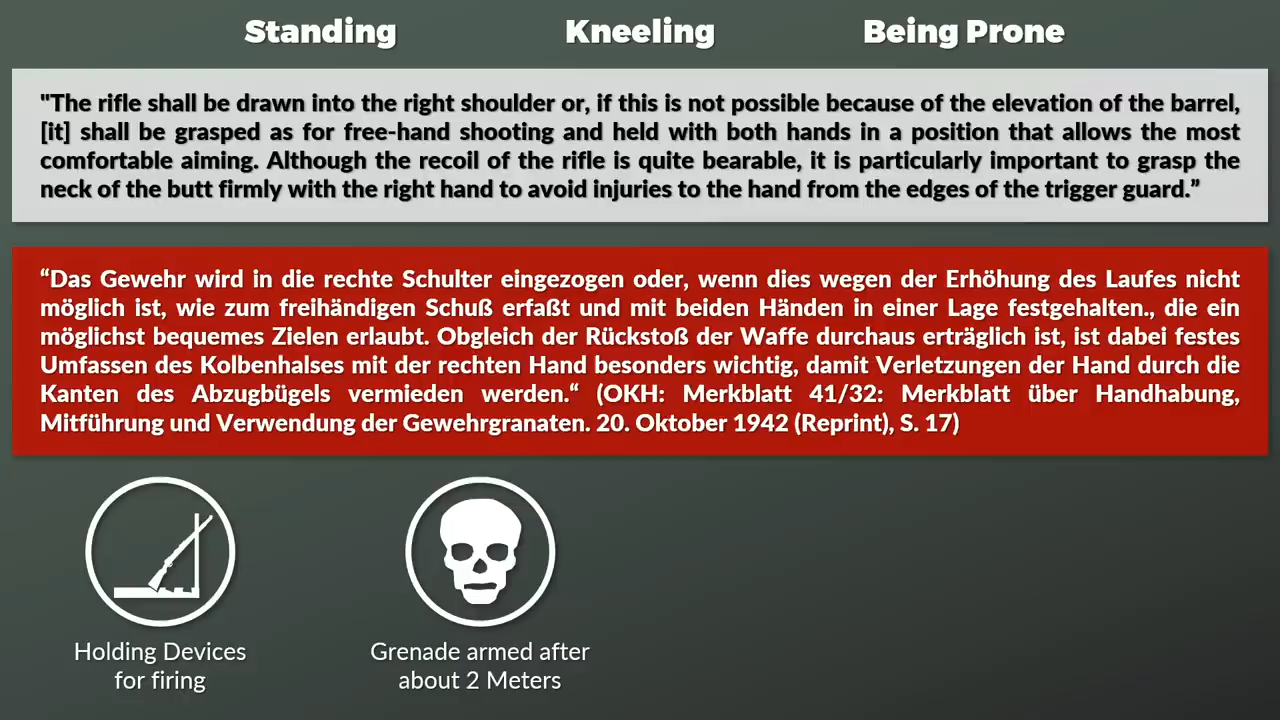 Standing Kneeling Being Prone
"The rifle shall be drawn into the right shoulder or, if this is not possible because of the elevation of the barrel,
[it] shall be grasped as for free-hand shooting and held with both hands in a position that allows the most
comfortable aiming. Although the recoil of the rifle is quite bearable, it is particularly important to grasp the
neck of the butt firmly with the right hand to avoid injuries to the hand from the edges of the trigger guard.”
“Das Gewehr wird in die rechte Schulter eingezogen oder, wenn dies wegen der Erhöhung des Laufes nicht
möglich ist, wie zum freihändigen Schuß erfaßt und mit beiden Händen in einer Lage festgehalten., die ein
möglichst bequemes Zielen erlaubt. Obgleich der Rückstoß der Waffe durchaus erträglich ist, ist dabei festes
Umfassen des Kolbenhalses mit der rechten Hand besonders wichtig, damit Verletzungen der Hand durch die
Kanten des Abzugbügels vermieden werden.“ (OKH: Merkblatt 41/32: Merkblatt über Handhabung,
Mitführung und Verwendung der Gewehrgranaten. 20. Oktober 1942 (Reprint), S. 17)
Holding Devices
for firing
Grenade armed after
about 2 Meters